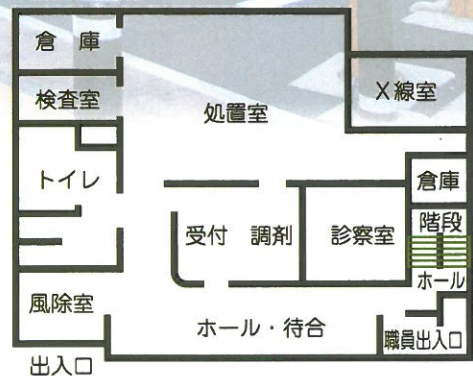 倉 庫
検査室
処置室
X線室
トイレ
倉庫
階段
受付 調剤
診察室
ホール
風除室
ホール・待合
職員出入口
出入口